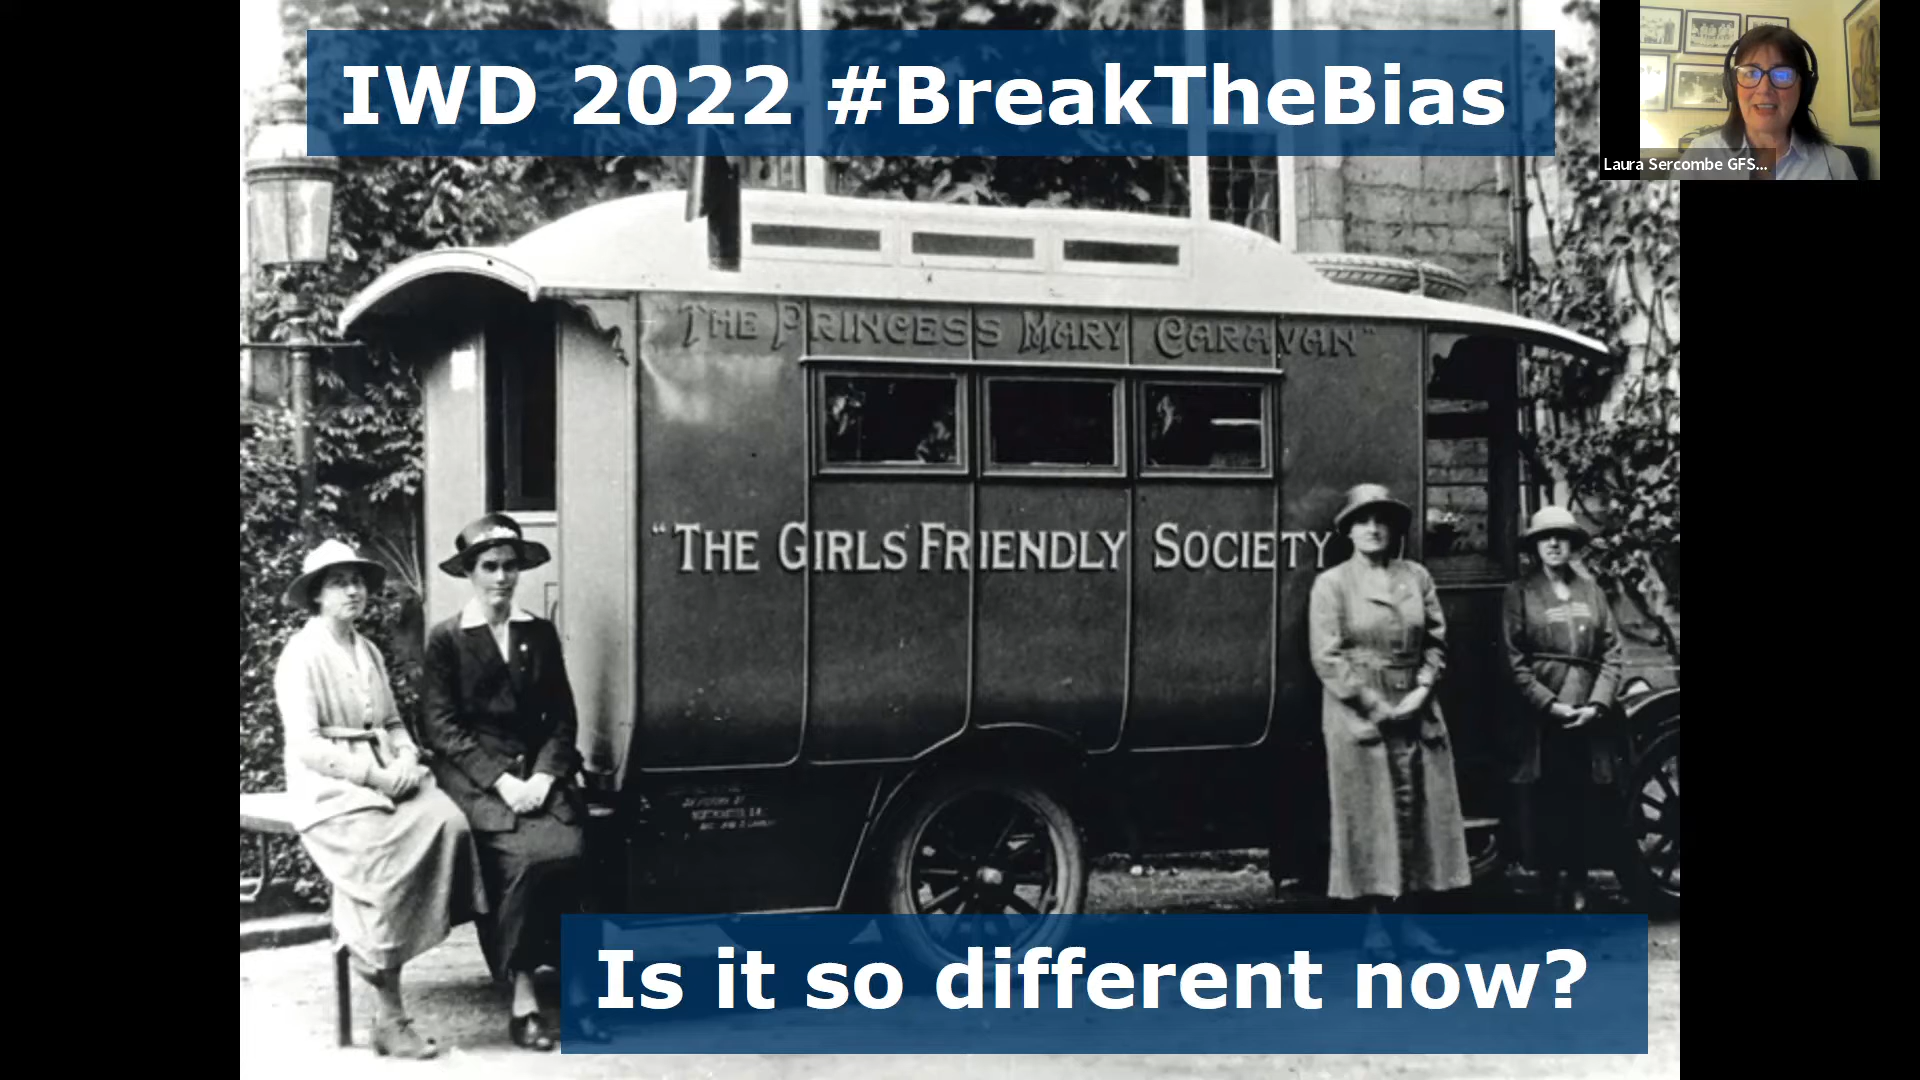 IWD 2022 #BreakTheBias
Laura Sercombe GFS...
"THE PRINCESS MARY CARAVAN"
"THE GIRLS' FRIENDLY SOCIETY
Is it so different now?